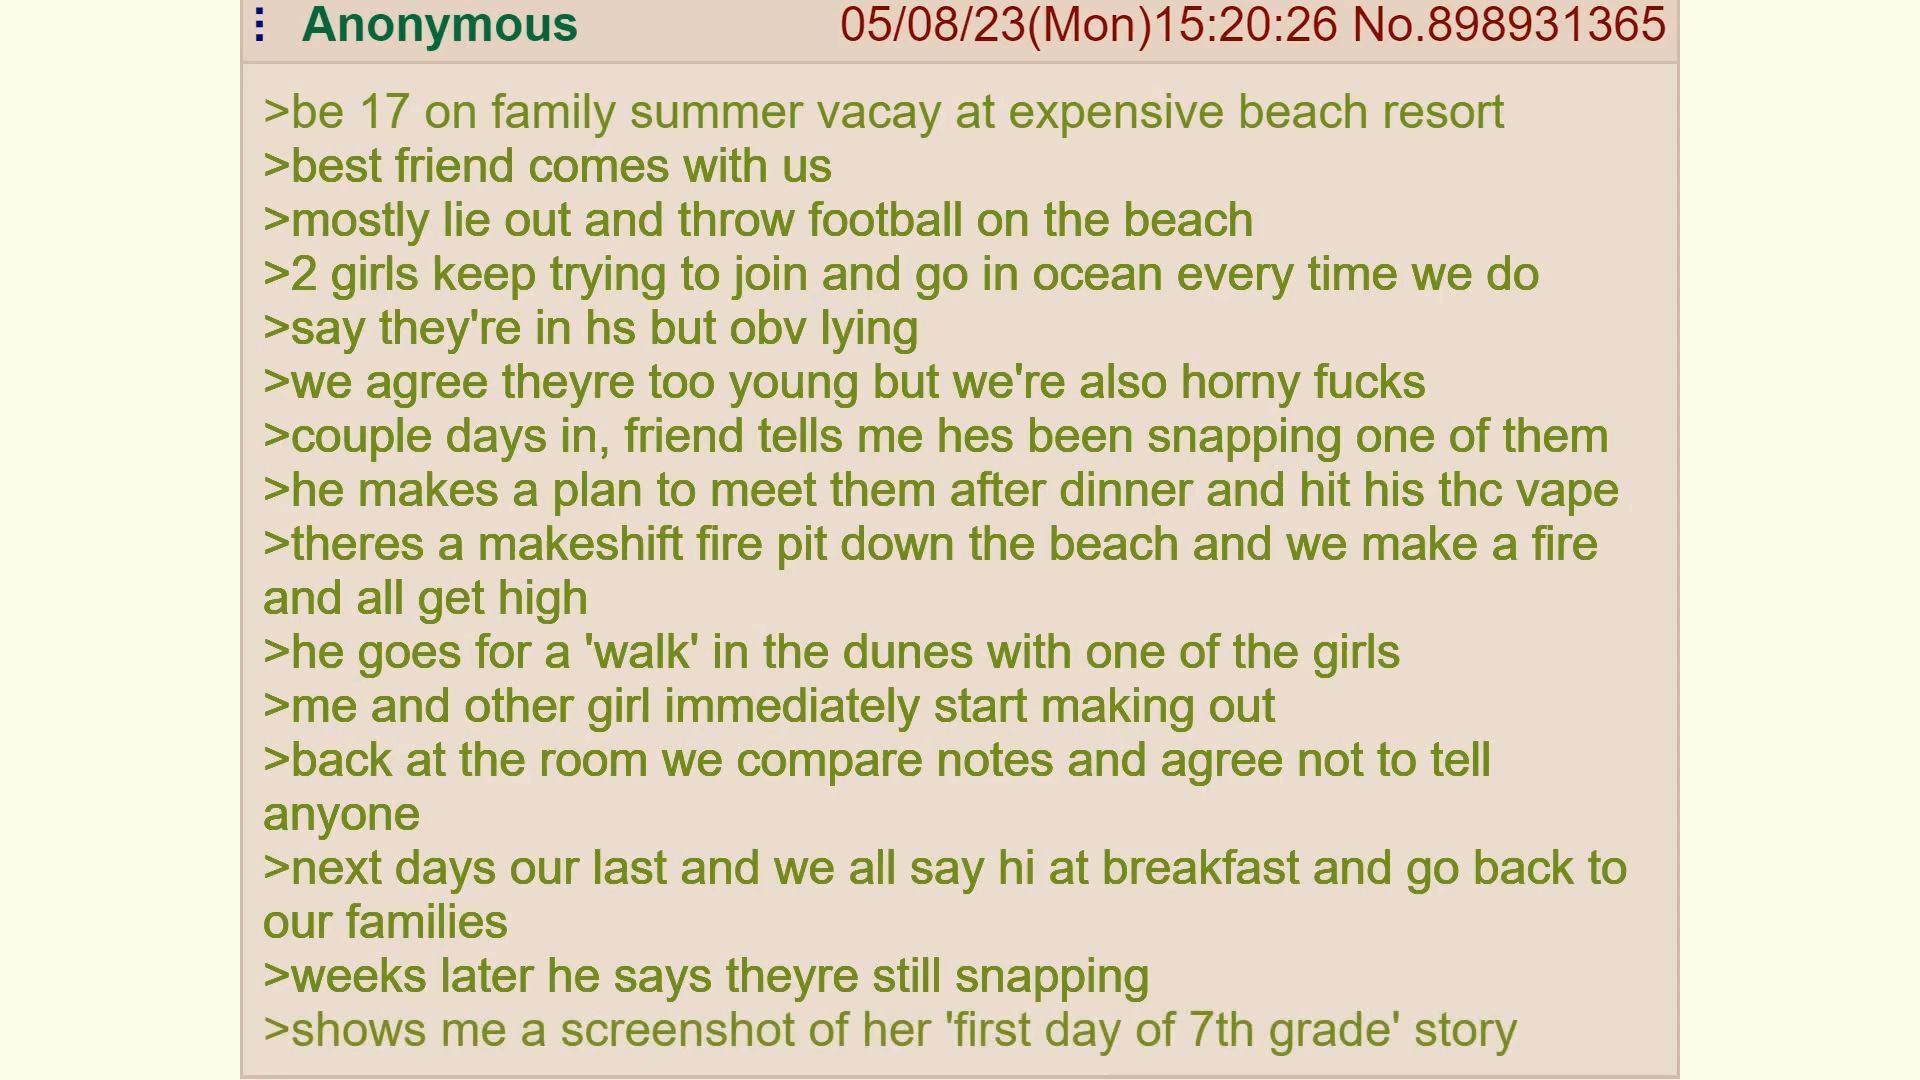 Anonymous 05/08/23(Mon)15:20:26 No.898931365
>be 17 on family summer vacay at expensive beach resort
>best friend comes with us
>mostly lie out and throw football on the beach
>2 girls keep trying to join and go in ocean every time we do
>say they're in hs but obv lying
>we agree theyre too young but we're also horny fucks
>couple days in, friend tells me hes been snapping one of them
>he makes a plan to meet them after dinner and hit his thc vape
>theres a makeshift fire pit down the beach and we make a fire
and all get high
>he goes for a 'walk' in the dunes with one of the girls
>me and other girl immediately start making out
>back at the room we compare notes and agree not to tell
anyone
>next days our last and we all say hi at breakfast and go back to
our families
>weeks later he says theyre still snapping
>shows me a screenshot of her 'first day of 7th grade' story